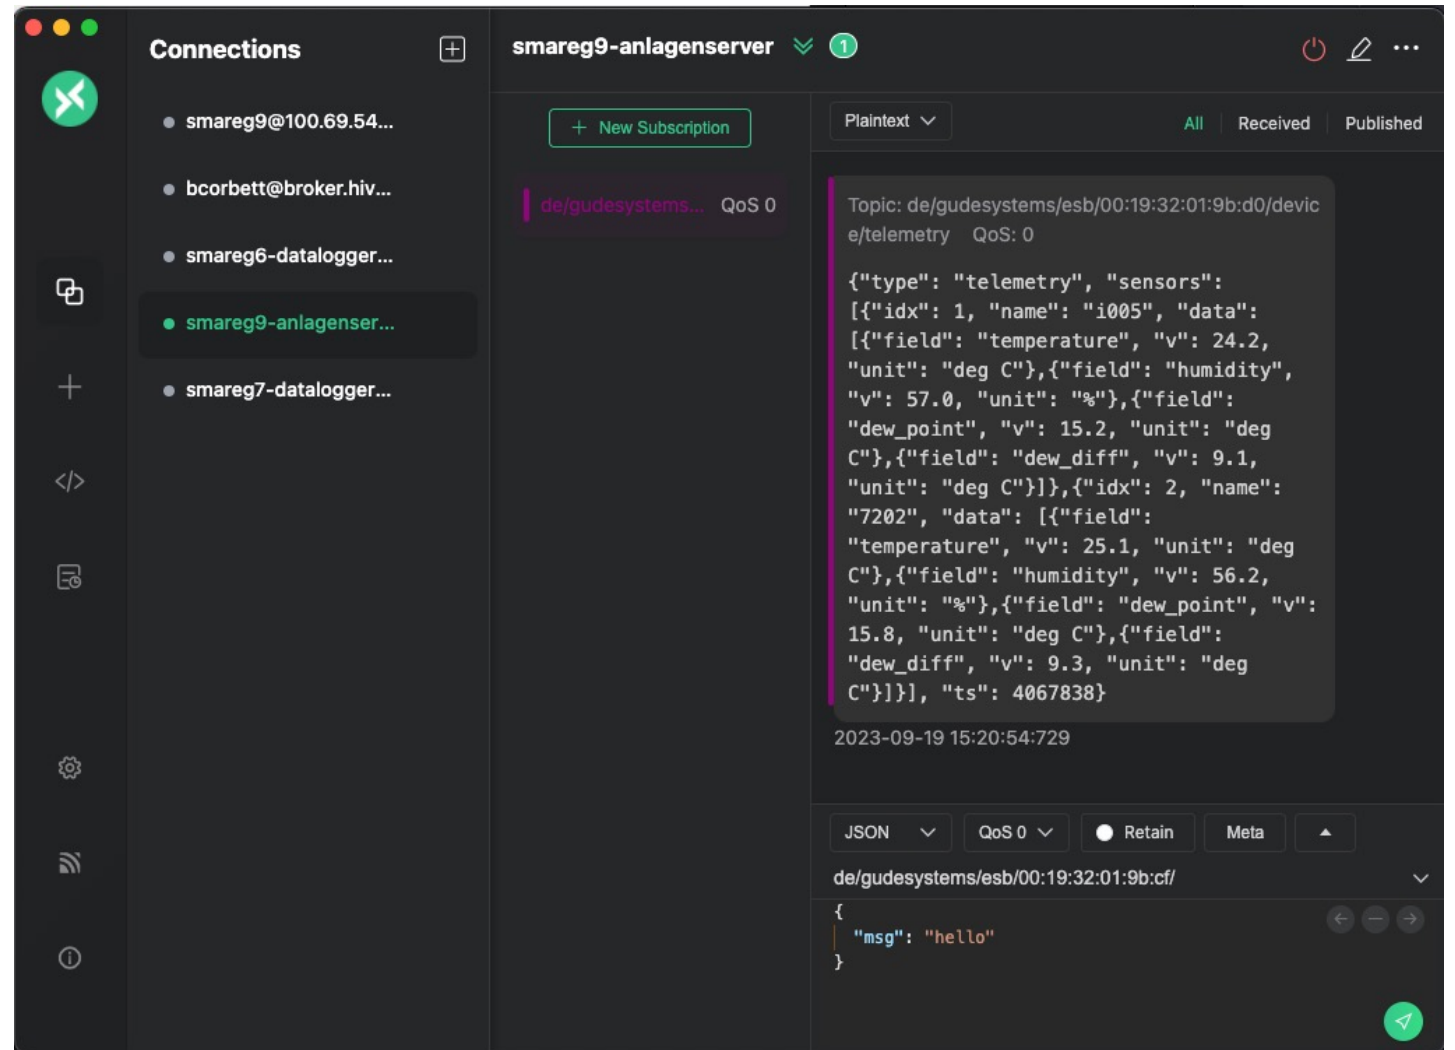 Connections
smareg9@100.69.54...
bcorbett@broker.hiv...
smareg6-datalogger...
smareg9-anlagenser...
smareg7-datalogger...
smareg9-anlagenserver 1
+ New Subscription
de/gudesystems... QoS 0
Plaintext
All Received Published
Topic: de/gudesystems/esb/00:19:32:01:9b:d0/devic
e/telemetry QoS: 0
{"type": "telemetry", "sensors":
[{"idx": 1, "name": "i005", "data":
[{"field": "temperature", "v": 24.2,
"unit": "deg C"},{"field": "humidity",
"v": 57.0, "unit": "%"},{"field":
"dew_point", "v": 15.2, "unit": "deg
C"},{"field": "dew_diff", "v": 9.1,
"unit": "deg C"}]},{"idx": 2, "name":
"7202", "data": [{"field":
"temperature", "v": 25.1, "unit": "deg
C"},{"field": "humidity", "v": 56.2,
"unit": "%"},{"field": "dew_point", "v":
15.8, "unit": "deg C"},{"field":
"dew_diff", "v": 9.3, "unit": "deg
C"}]}], "ts": 4067838}
2023-09-19 15:20:54:729
JSON QoS 0 Retain Meta
de/gudesystems/esb/00:19:32:01:9b:cf/
{
"msg": "hello"
}